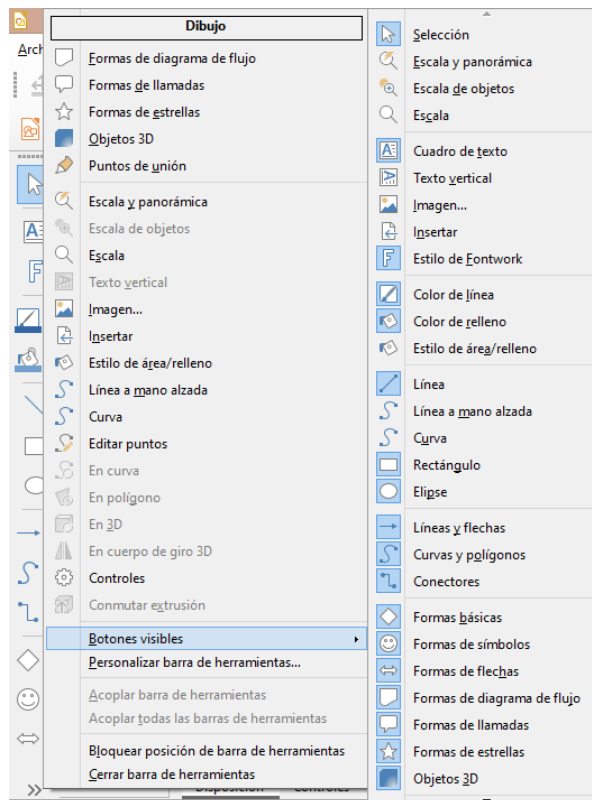 Dibujo
Arch
Formas de diagrama de flujo
Formas de llamadas
Formas de estrellas
Objetos 3D
Puntos de unión
Escala y panorámica
Escala de objetos
Escala
Texto vertical
Imagen...
Insertar
Estilo de área/relleno
Línea a mano alzada
Curva
Editar puntos
En curva
En polígono
En 3D
En cuerpo de giro 3D
Controles
Conmutar extrusión
Botones visibles
Personalizar barra de herramientas...
Acoplar barra de herramientas
Acoplar todas las barras de herramientas
Bloquear posición de barra de herramientas
Cerrar barra de herramientas
Selección
Escala y panorámica
Escala de objetos
Escala
Cuadro de texto
Texto vertical
Imagen...
Insertar
Estilo de Fontwork
Color de línea
Color de relleno
Estilo de área/relleno
Línea
Línea a mano alzada
Curva
Rectángulo
Elipse
Líneas y flechas
Curvas y polígonos
Conectores
Formas básicas
Formas de símbolos
Formas de flechas
Formas de diagrama de flujo
Formas de llamadas
Formas de estrellas
Objetos 3D